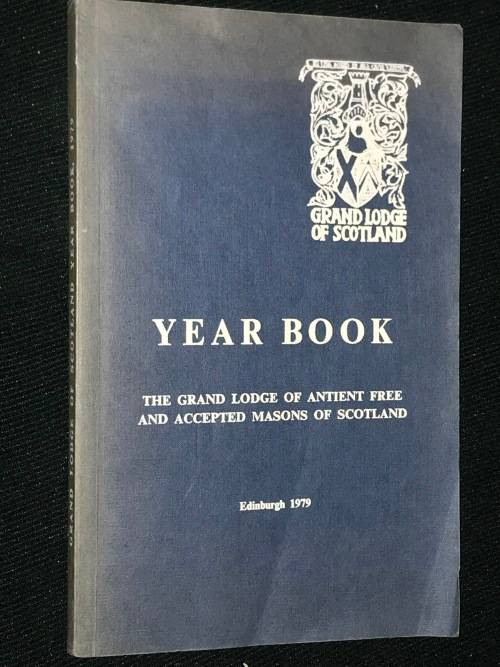 GRAND LODGE
OF SCOTLAND
YEAR BOOK
THE GRAND LODGE OF ANTIENT FREE
AND ACCEPTED MASONS OF SCOTLAND
Edinburgh 1979
GRAND LODGE OF SCOTLAND YEAR BOOK, 1979